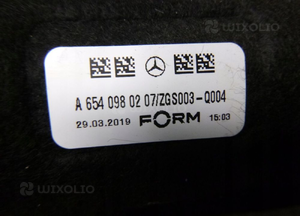 WIXOLIO
A 654 098 02 07/ZGS003-Q004
29.03.2019 FORM 15:03
WIXOLIO